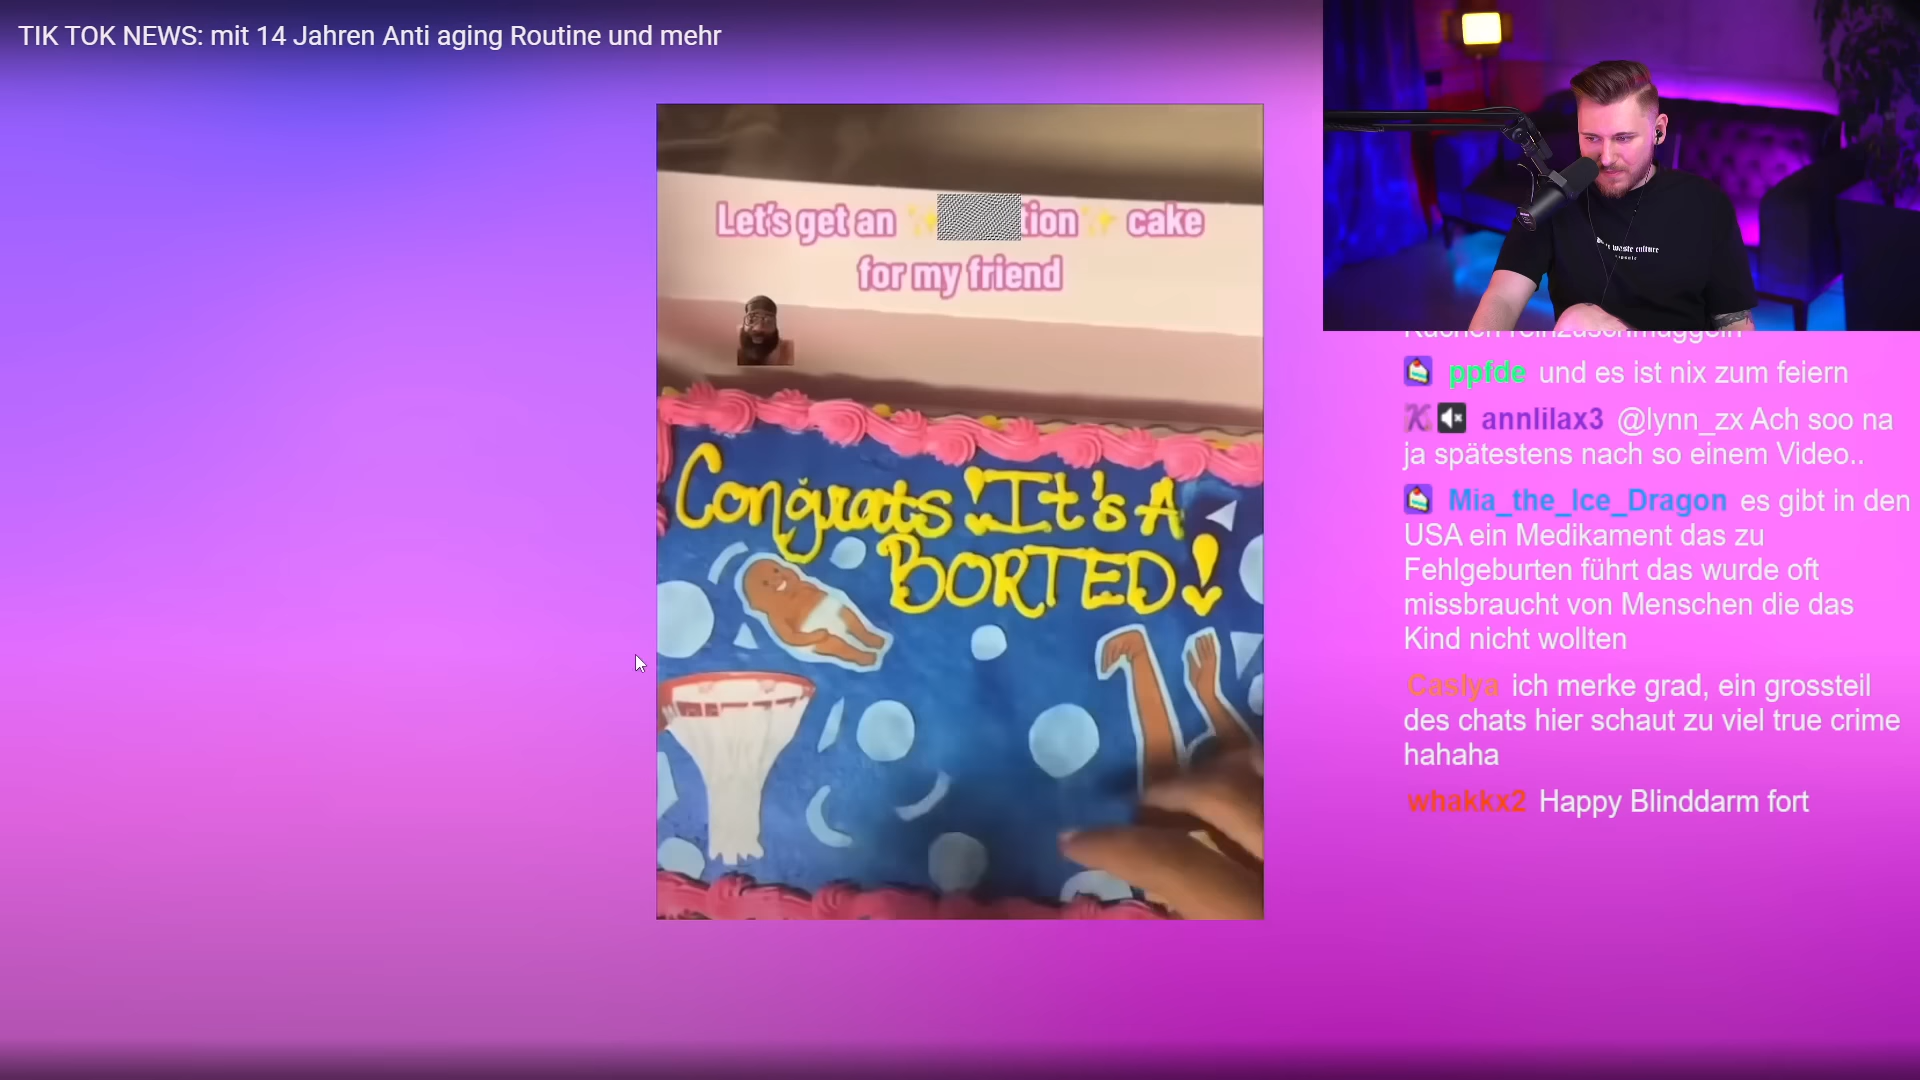 TIK TOK NEWS: mit 14 Jahren Anti aging Routine und mehr
Let's get an tion cake
for my friend
Congrats! It's A
BORTED!
waste culture
Kuchen reinzuschmuggeln
ppfde und es ist nix zum feiern
annlilax3 @lynn_zx Ach soo na
ja spätestens nach so einem Video..
Mia_the_Ice_Dragon es gibt in den
USA ein Medikament das zu
Fehlgeburten führt das wurde oft
missbraucht von Menschen die das
Kind nicht wollten
Caslya ich merke grad, ein grossteil
des chats hier schaut zu viel true crime
hahaha
whakkx2 Happy Blinddarm fort